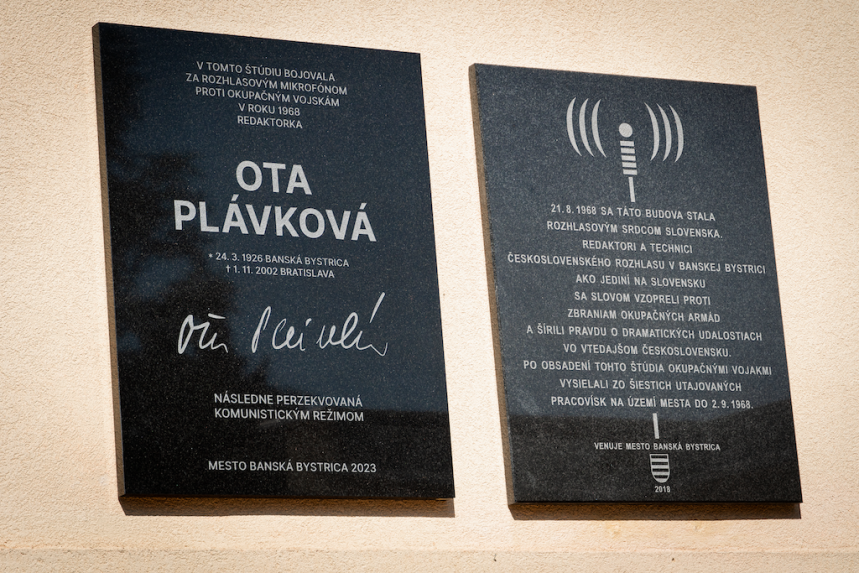 V TOMTO ŠTÚDIU BOJOVALA
ZA ROZHLASOVÝM MIKROFÓNOM
PROTI OKUPAČNÝM VOJSKÁM
V ROKU 1968
REDAKTORKA
OTA
PLÁVKOVÁ
* 24. 3. 1926 BANSKÁ BYSTRICA
† 1. 11. 2002 BRATISLAVA
NÁSLEDNE PERZEKVOVANÁ
KOMUNISTICKÝM REŽIMOM
MESTO BANSKÁ BYSTRICA 2023
21. 8. 1968 SA TÁTO BUDOVA STALA
ROZHLASOVÝM SRDCOM SLOVENSKA.
REDAKTORI A TECHNICI
ČESKOSLOVENSKÉHO ROZHLASU V BANSKEJ BYSTRICI
AKO JEDINÍ NA SLOVENSKU
SA SLOVOM VZOPRELI PROTI
ZBRANIAM OKUPAČNÝCH ARMÁD
A ŠÍRILI PRAVDU O DRAMATICKÝCH UDALOSTIACH
VO VTEDAJŠOM ČESKOSLOVENSKU.
PO OBSADENÍ TOHTO ŠTÚDIA OKUPAČNÝMI VOJAKMI
VYSIELALI ZO ŠIESTICH UTAJOVANÝCH
PRACOVÍSK NA ÚZEMÍ MESTA DO 2.9.1968.
VENUJE MESTO BANSKÁ BYSTRICA
2018